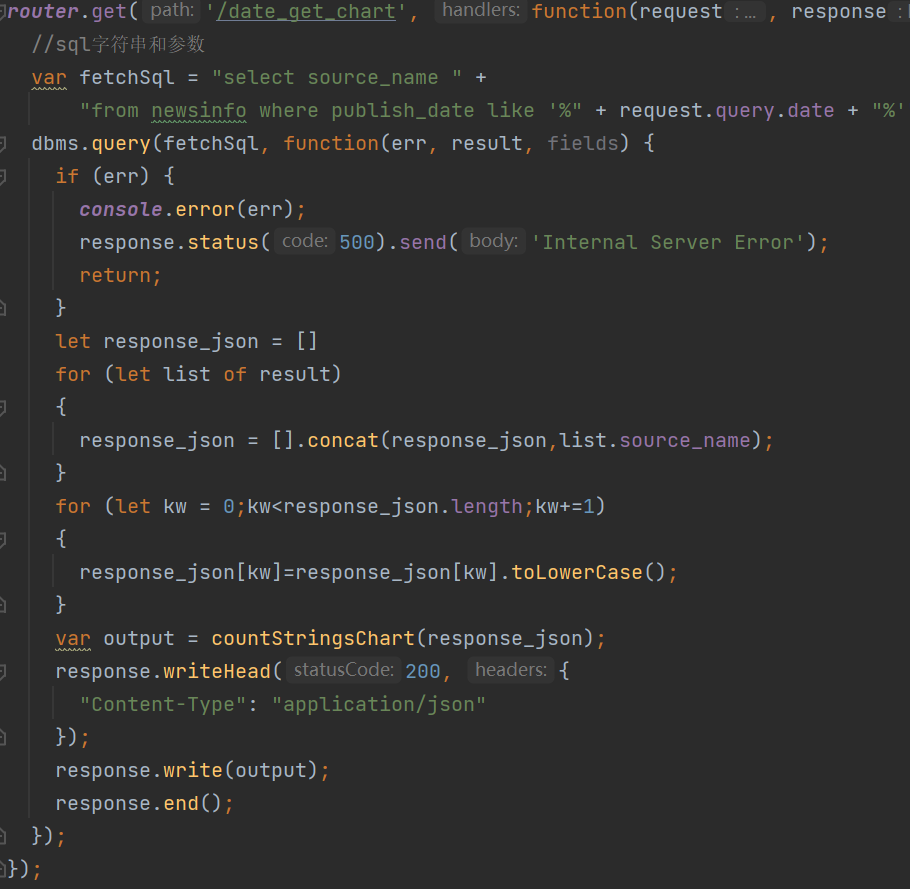 router.get( path: '/date_get_chart', handlers: function(request : ... , response :
//sql字符串和参数
var fetchSql = "select source_name " +
"from newsinfo where publish_date like '%" + request.query.date + "%'
dbms.query(fetchSql, function(err, result, fields) {
if (err) {
console.error(err);
response.status( code: 500).send( body: 'Internal Server Error');
return;
}
let response_json = []
for (let list of result)
{
response_json = [].concat(response_json,list.source_name);
}
for (let kw = 0;kw<response_json.length;kw+=1)
{
response_json[kw]=response_json[kw].toLowerCase();
}
var output = countStringsChart(response_json);
response.writeHead( statusCode: 200, headers: {
"Content-Type": "application/json"
});
response.write(output);
response.end();
});
});